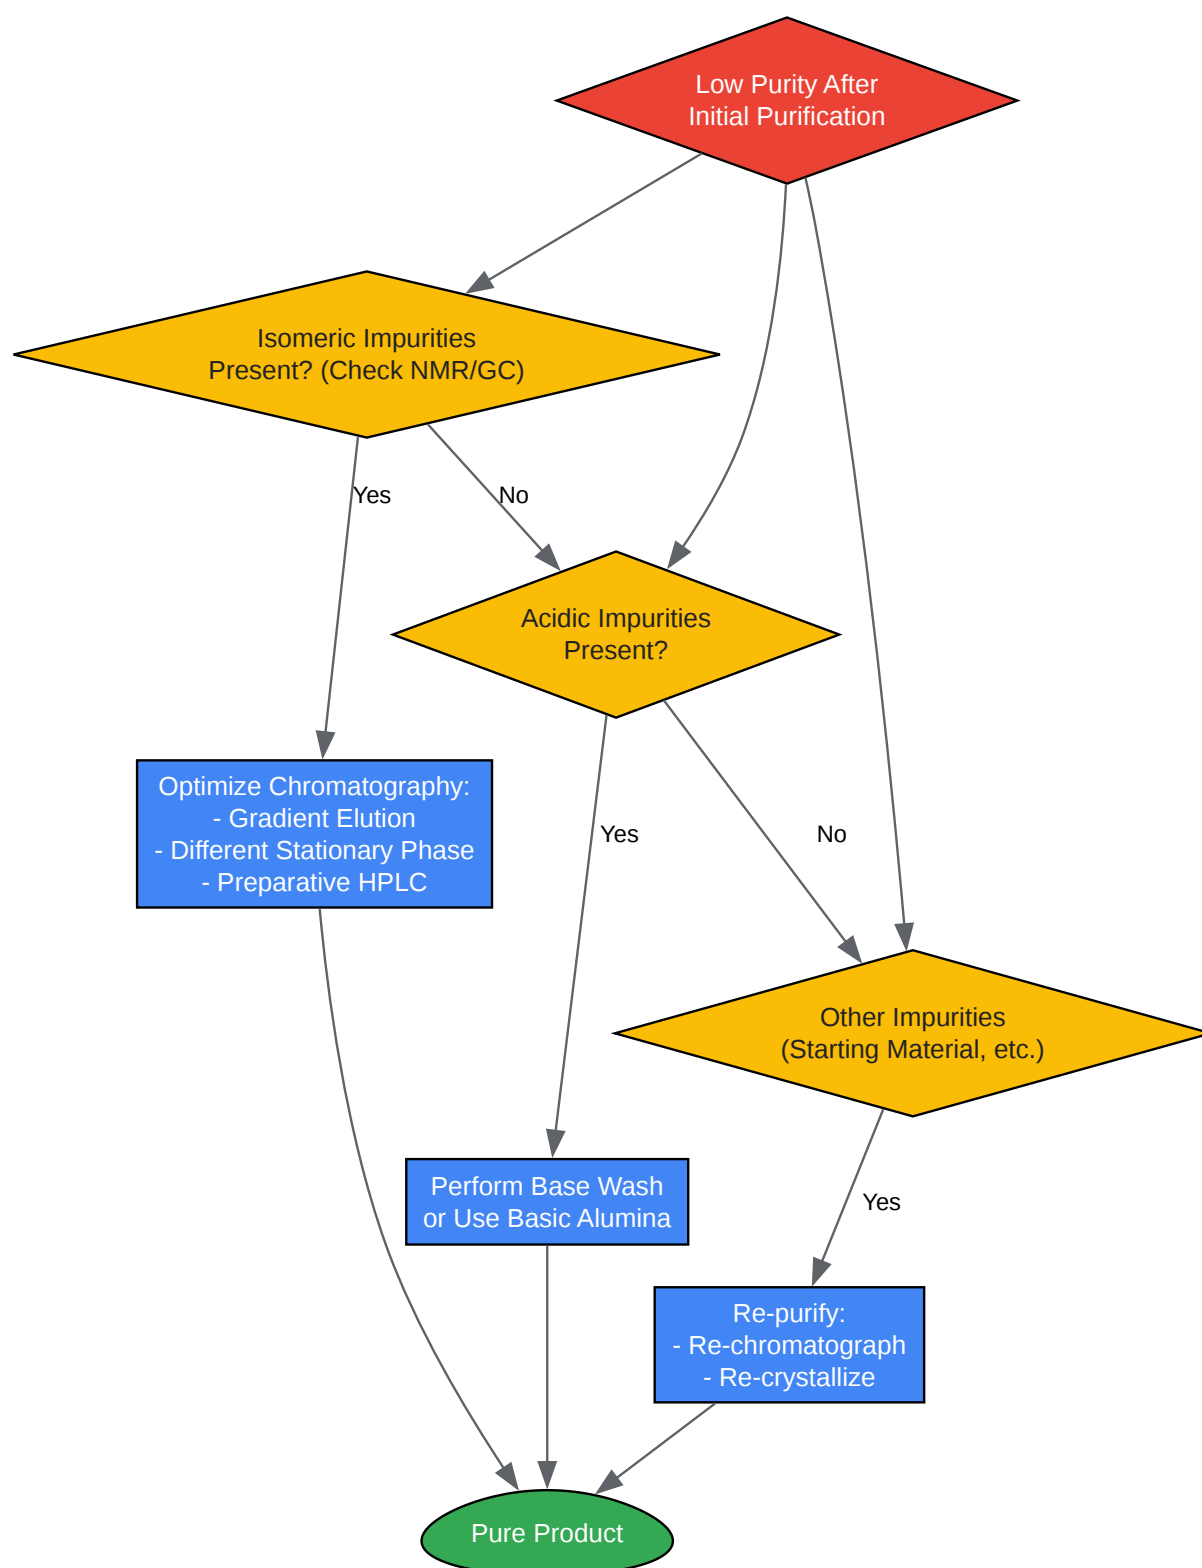 Low Purity After
Initial Purification
Isomeric Impurities
Present? (Check NMR/GC)
Yes
No
Acidic Impurities
Present?
Optimize Chromatography:
- Gradient Elution
- Different Stationary Phase
- Preparative HPLC
Yes
No
Other Impurities
(Starting Material, etc.)
Perform Base Wash
or Use Basic Alumina
Yes
Re-purify:
- Re-chromatograph
- Re-crystallize
Pure Product